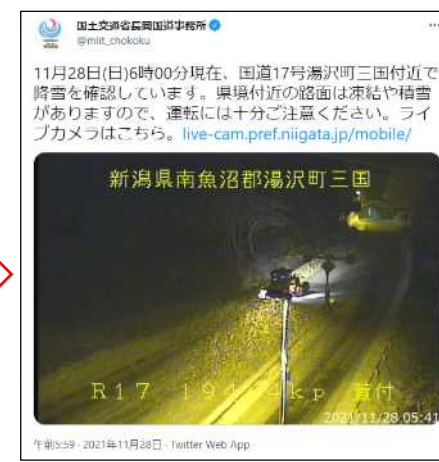 国土交通省長岡国道事務所
@mlit_chokoku
11月28日(日)6時00分現在、国道17号湯沢町三国付近で
降雪を確認しています。県境付近の路面は凍結や積雪
がありますので、運転には十分ご注意ください。ライ
ブカメラはこちら。live-cam.pref.niigata.jp/mobile/
新潟県南魚沼郡湯沢町三国
R17 194. kp 付
2021/11/28 05:41
午前5:59 · 2021年11月28日 · Twitter Web App